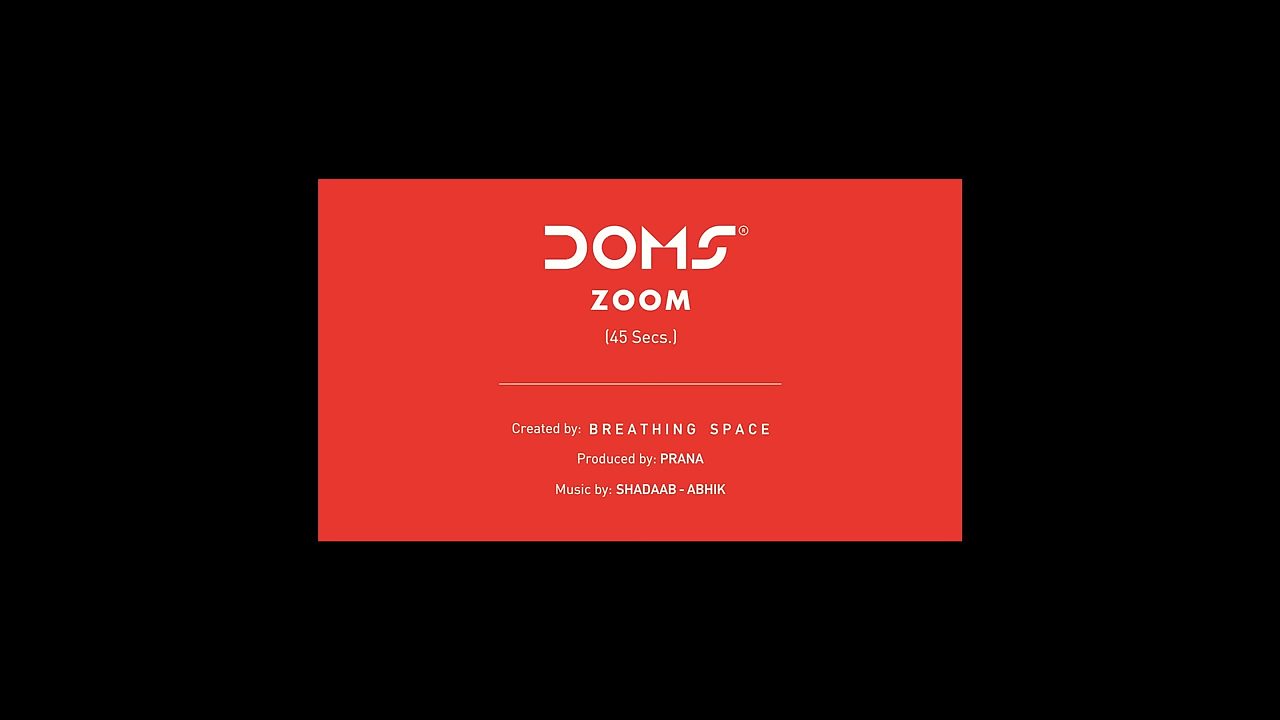 DOMS®
ZOOM
(45 Secs.)
Created by: BREATHING SPACE
Produced by: PRANA
Music by: SHADAAB - ABHIK